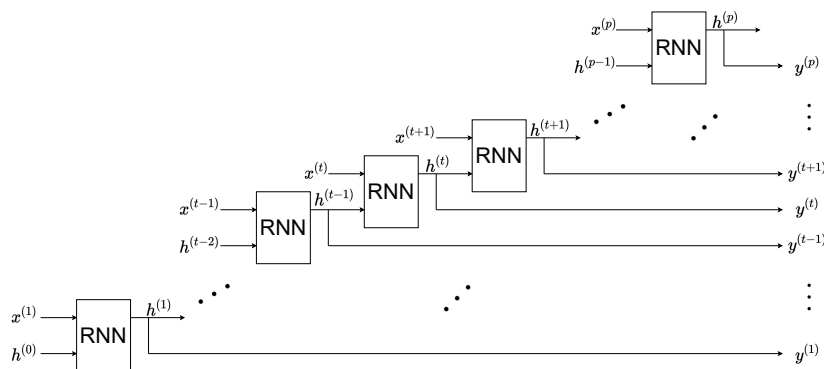 x^{(p)} h^{(p)}
RNN
h^{(p-1)} y^{(p)}
x^{(t+1)} h^{(t+1)}
RNN
x^{(t)} h^{(t)} y^{(t+1)}
RNN
x^{(t-1)} h^{(t-1)} y^{(t)}
RNN
h^{(t-2)} y^{(t-1)}
x^{(1)} h^{(1)}
RNN
h^{(0)} y^{(1)}